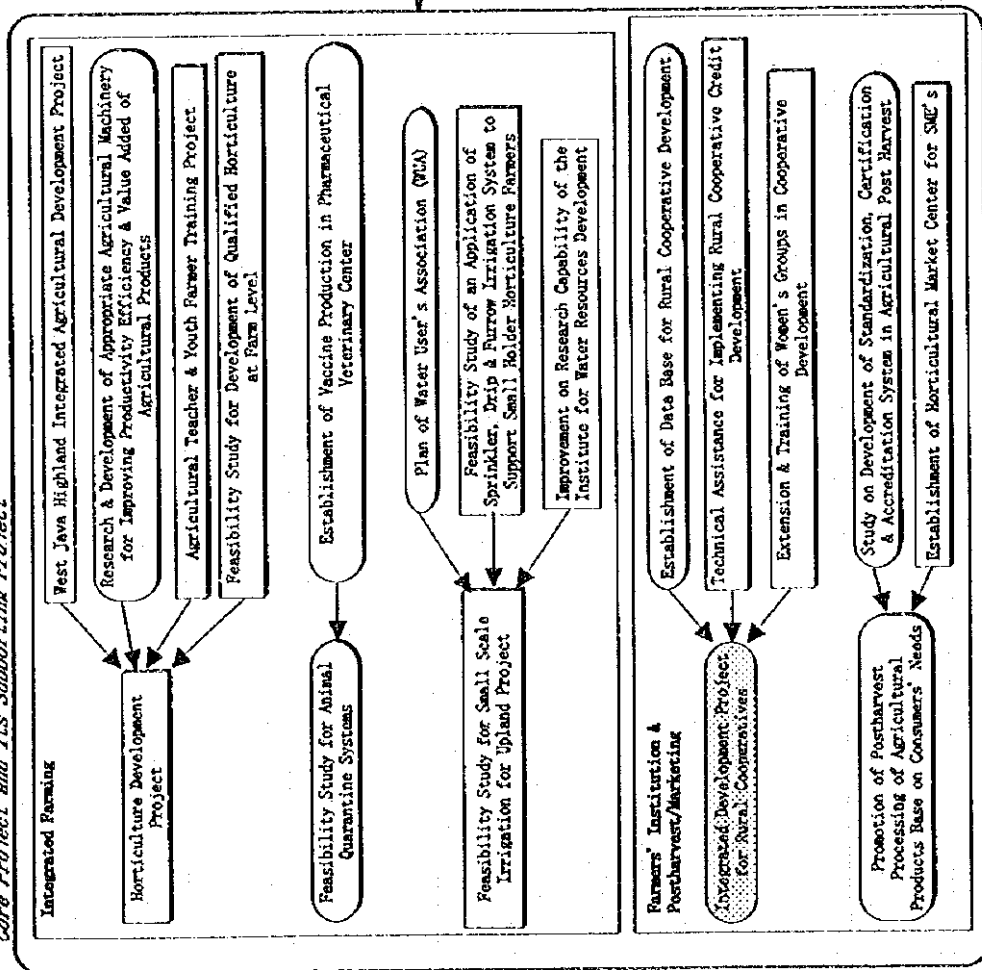 Core Project and Its Supporting Project
Integrated Farming
Horticulture Development
Project
West Java Highland Integrated Agricultural Development Project
Research & Development of Appropriate Agricultural Machinery
for Improving Productivity Efficiency & Value Added of
Agricultural Products
Agricultural Teacher & Youth Farmer Training Project
Feasibility Study for Development of Qualified Horticulture
at Farm Level
Feasibility Study for Animal
Quarantine Systems
Establishment of Vaccine Production in Pharmaceutical
Veterinary Center
Feasibility Study for Small Scale
Irrigation for Upland Project
Plan of Water User's Association (WUA)
Feasibility Study of an Application of
Sprinkler, Drip & Furrow Irrigation System to
Support Small Holder Horticulture Farmers
Improvement on Research Capability of the
Institute for Water Resources Development
Farmers' Institution &
Postharvest/Marketing
Integrated Development Project
for Rural Cooperatives
Establishment of Data Base for Rural Cooperative Development
Technical Assistance for Implementing Rural Cooperative Credit
Development
Extension & Training of Women's Groups in Cooperative
Development
Promotion of Postharvest
Processing of Agricultural
Products Base on Consumers' Needs
Study on Development of Standardization, Certification
& Accreditation System in Agricultural Post Harvest
Establishment of Horticultural Market Center for SME's